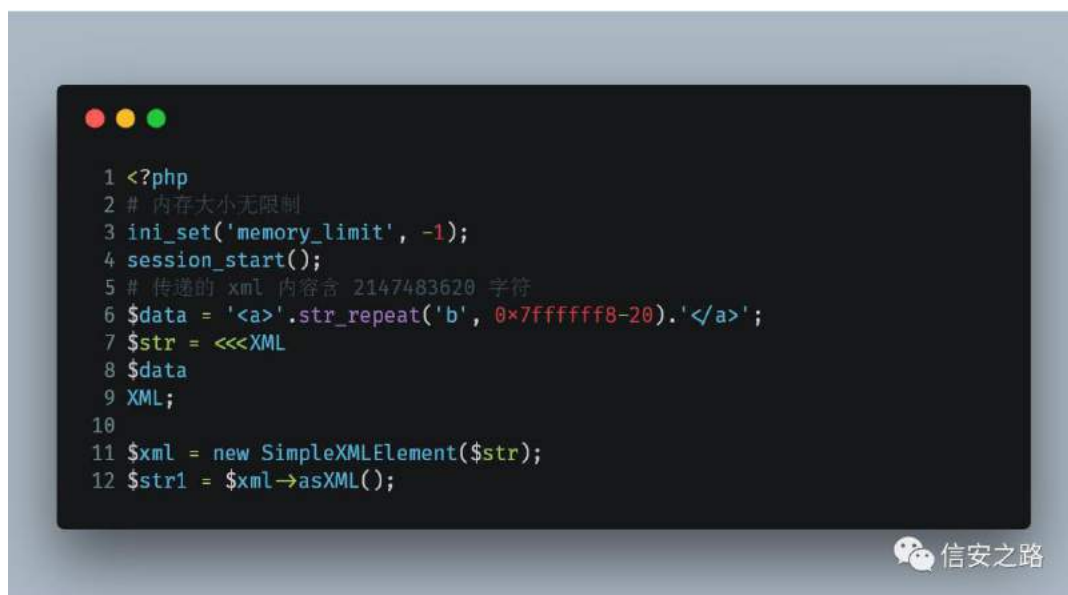 1 <?php
2 # 内存大小无限制
3 ini_set('memory_limit', -1);
4 session_start();
5 # 传递的 xml 内容含 2147483620 字符
6 $data = '<a>'.str_repeat('b', 0×7ffffff8-20).'</a>';
7 $str = <<<XML
8 $data
9 XML;
10
11 $xml = new SimpleXMLElement($str);
12 $str1 = $xml->asXML();
信安之路